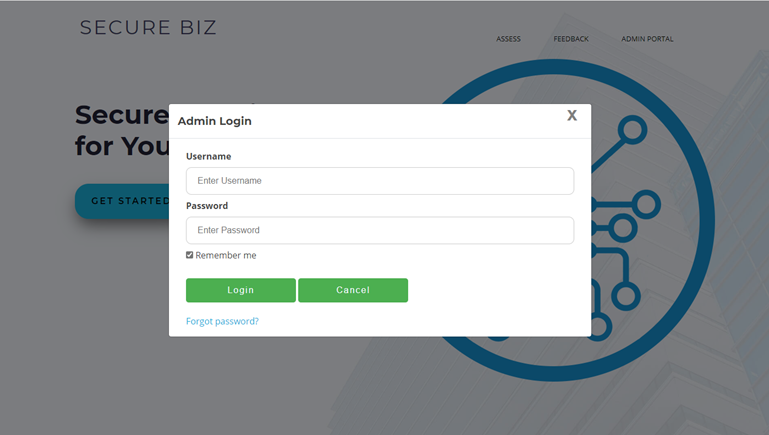 SECURE BIZ
ASSESS FEEDBACK ADMIN PORTAL
Secure
for You
GET STARTED
Admin Login
X
Username
Enter Username
Password
Enter Password
Remember me
Login Cancel
Forgot password?